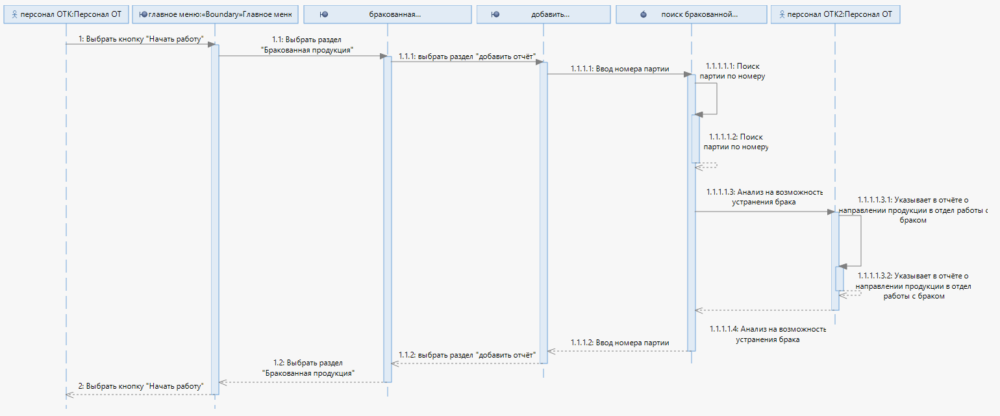 персонал ОТК:Персонал ОТ
главное меню:«Boundary»Главное меню
бракованная...
добавить...
поиск бракованной...
персонал ОТК2:Персонал ОТ
1: Выбрать кнопку "Начать работу"
1.1: Выбрать раздел
"Бракованная продукция"
1.1.1: выбрать раздел "добавить отчёт"
1.1.1.1: Ввод номера партии
1.1.1.1.1: Поиск
партии по номеру
1.1.1.1.2: Поиск
партии по номеру
1.1.1.1.3: Анализ на возможность
устранения брака
1.1.1.1.3.1: Указывает в отчёте о
направлении продукции в отдел работы с
браком
1.1.1.1.3.2: Указывает в отчёте о
направлении продукции в отдел
работы с браком
1.1.1.1.4: Анализ на возможность
устранения брака
1.1.1.2: Ввод номера партии
1.1.2: выбрать раздел "добавить отчёт"
1.2: Выбрать раздел
"Бракованная продукция"
2: Выбрать кнопку "Начать работу"